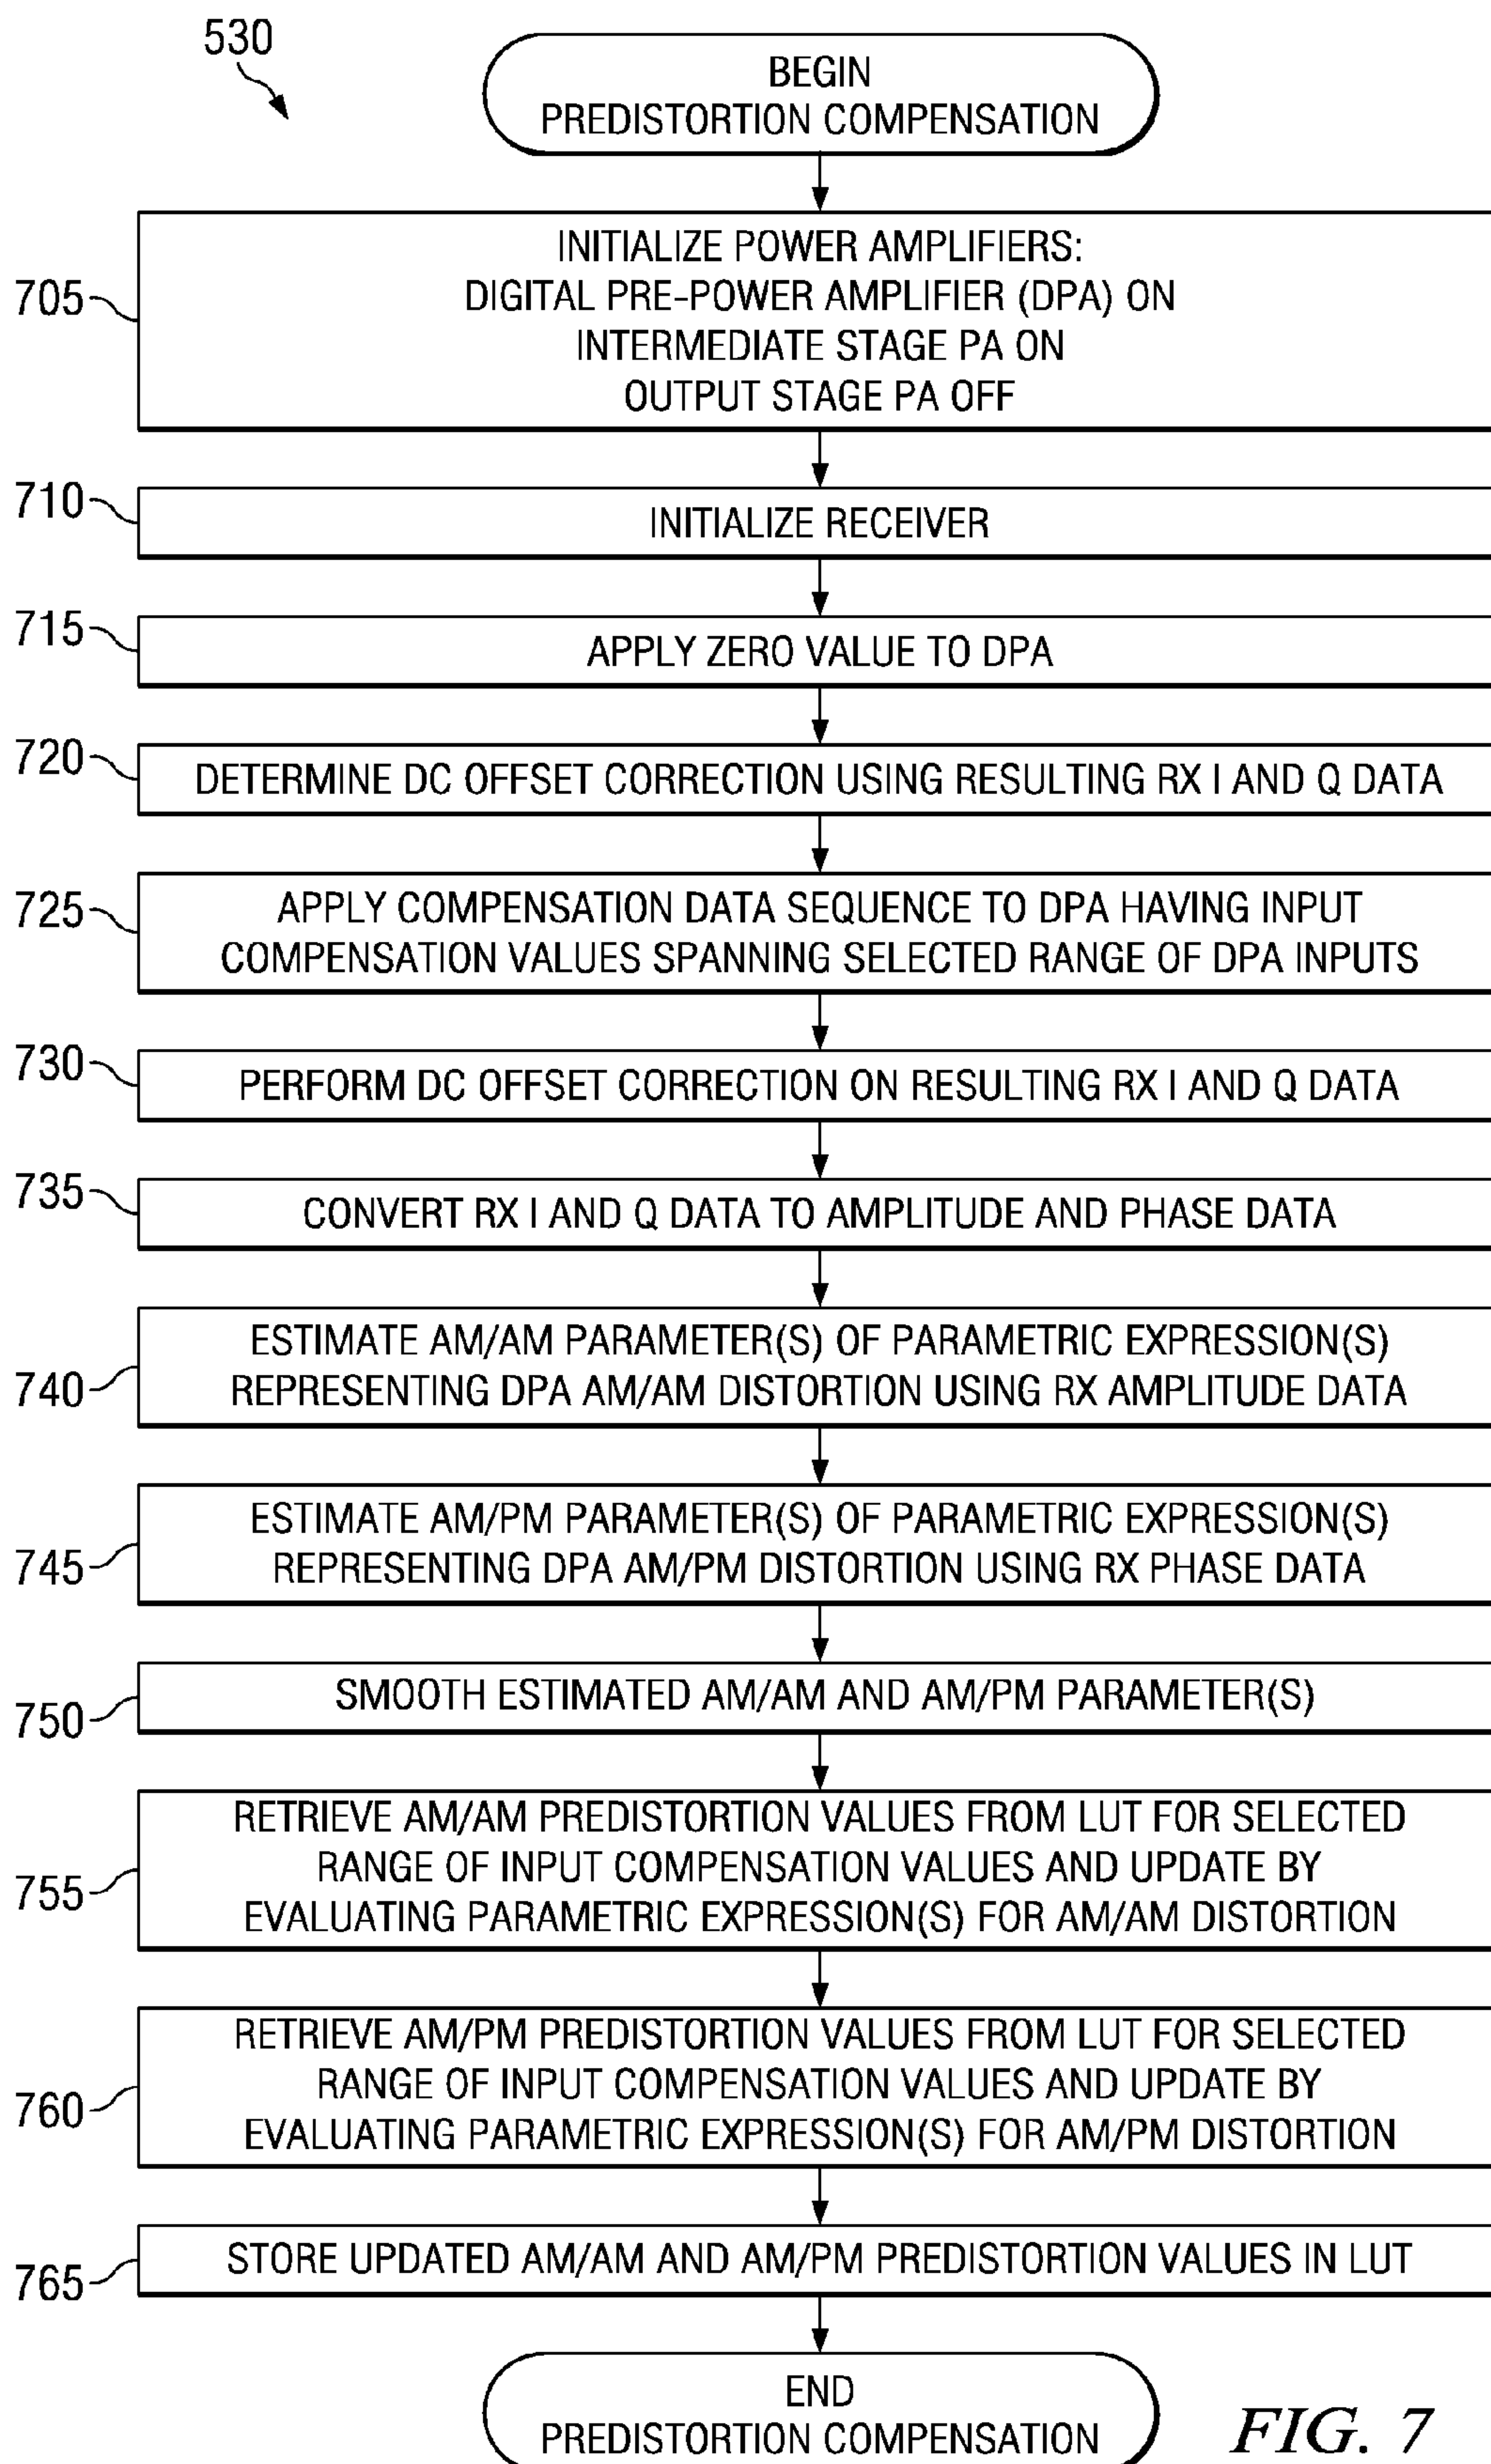 530
BEGIN
PREDISTORTION COMPENSATION
705
INITIALIZE POWER AMPLIFIERS:
DIGITAL PRE-POWER AMPLIFIER (DPA) ON
INTERMEDIATE STAGE PA ON
OUTPUT STAGE PA OFF
710
INITIALIZE RECEIVER
715
APPLY ZERO VALUE TO DPA
720
DETERMINE DC OFFSET CORRECTION USING RESULTING RX I AND Q DATA
725
APPLY COMPENSATION DATA SEQUENCE TO DPA HAVING INPUT
COMPENSATION VALUES SPANNING SELECTED RANGE OF DPA INPUTS
730
PERFORM DC OFFSET CORRECTION ON RESULTING RX I AND Q DATA
735
CONVERT RX I AND Q DATA TO AMPLITUDE AND PHASE DATA
740
ESTIMATE AM/AM PARAMETER(S) OF PARAMETRIC EXPRESSION(S)
REPRESENTING DPA AM/AM DISTORTION USING RX AMPLITUDE DATA
745
ESTIMATE AM/PM PARAMETER(S) OF PARAMETRIC EXPRESSION(S)
REPRESENTING DPA AM/PM DISTORTION USING RX PHASE DATA
750
SMOOTH ESTIMATED AM/AM AND AM/PM PARAMETER(S)
755
RETRIEVE AM/AM PREDISTORTION VALUES FROM LUT FOR SELECTED
RANGE OF INPUT COMPENSATION VALUES AND UPDATE BY
EVALUATING PARAMETRIC EXPRESSION(S) FOR AM/AM DISTORTION
760
RETRIEVE AM/PM PREDISTORTION VALUES FROM LUT FOR SELECTED
RANGE OF INPUT COMPENSATION VALUES AND UPDATE BY
EVALUATING PARAMETRIC EXPRESSION(S) FOR AM/PM DISTORTION
765
STORE UPDATED AM/AM AND AM/PM PREDISTORTION VALUES IN LUT
END
PREDISTORTION COMPENSATION
FIG. 7